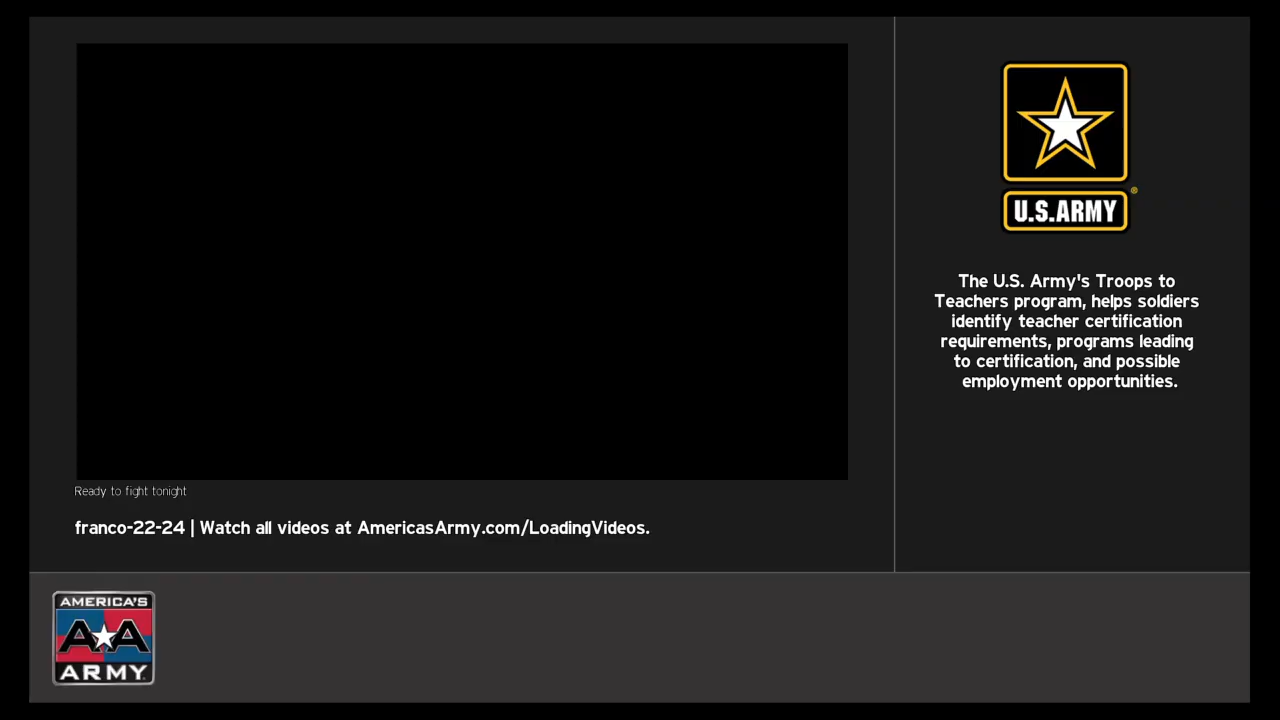 U.S.ARMY
The U.S. Army's Troops to
Teachers program, helps soldiers
identify teacher certification
requirements, programs leading
to certification, and possible
employment opportunities.
Ready to fight tonight
franco-22-24 | Watch all videos at AmericasArmy.com/LoadingVideos.
AMERICA'S
AA
ARMY